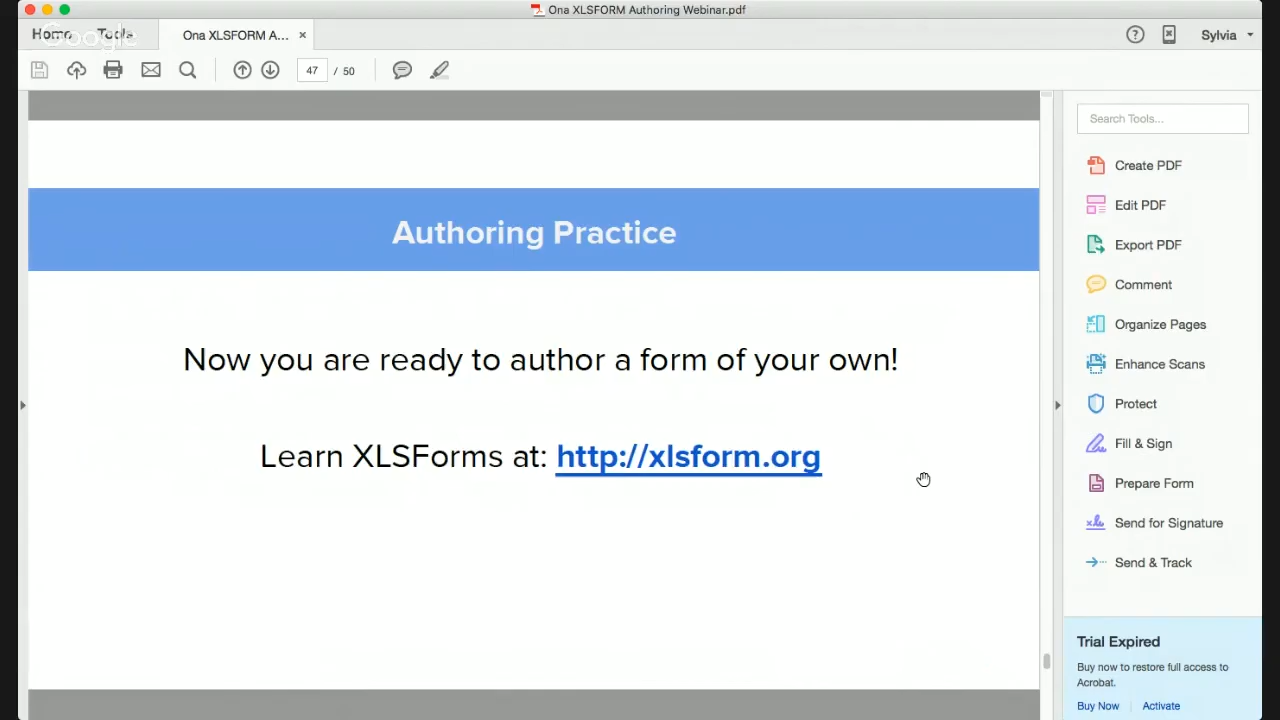 Ona XLSFORM Authoring Webinar.pdf
Home Tools Ona XLSFORM A... × ? Sylvia
Google
47 / 50
Search Tools...
Create PDF
Edit PDF
Export PDF
Comment
Organize Pages
Enhance Scans
Protect
Fill & Sign
Prepare Form
Send for Signature
Send & Track
Authoring Practice
Now you are ready to author a form of your own!
Learn XLSForms at: http://xlsform.org
Trial Expired
Buy now to restore full access to
Acrobat.
Buy Now Activate